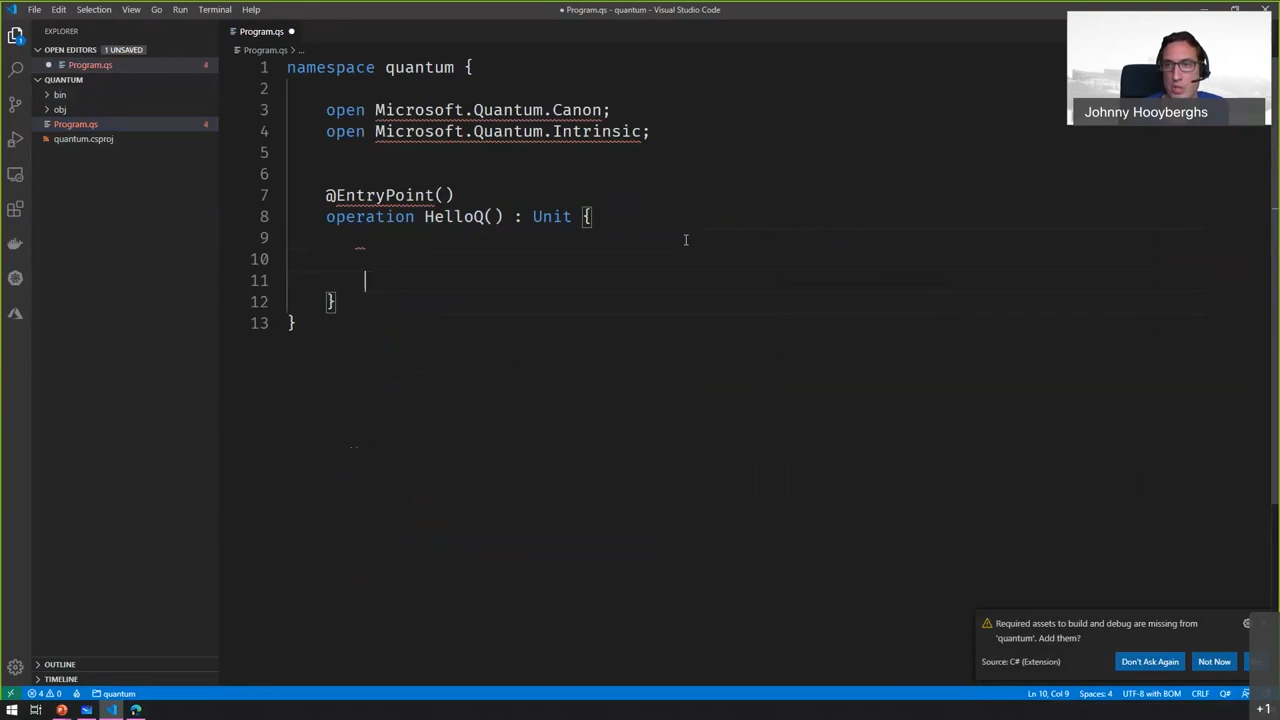 File Edit Selection View Go Run Terminal Help
● Program.qs - quantum - Visual Studio Code
EXPLORER
OPEN EDITORS 1 UNSAVED
Program.qs 4
QUANTUM
bin
obj
Program.qs 4
quantum.csproj
OUTLINE
TIMELINE
Program.qs ●
Program.qs > ...
1 namespace quantum {
2
3 open Microsoft.Quantum.Canon;
4 open Microsoft.Quantum.Intrinsic;
5
6
7 @EntryPoint()
8 operation HelloQ() : Unit {
9
10
11
12 }
13 }
Johnny Hooyberghs
Required assets to build and debug are missing from
'quantum'. Add them?
Source: C# (Extension) Don't Ask Again Not Now
4 0 quantum Ln 10, Col 9 Spaces: 4 UTF-8 with BOM CRLF Q#
+1